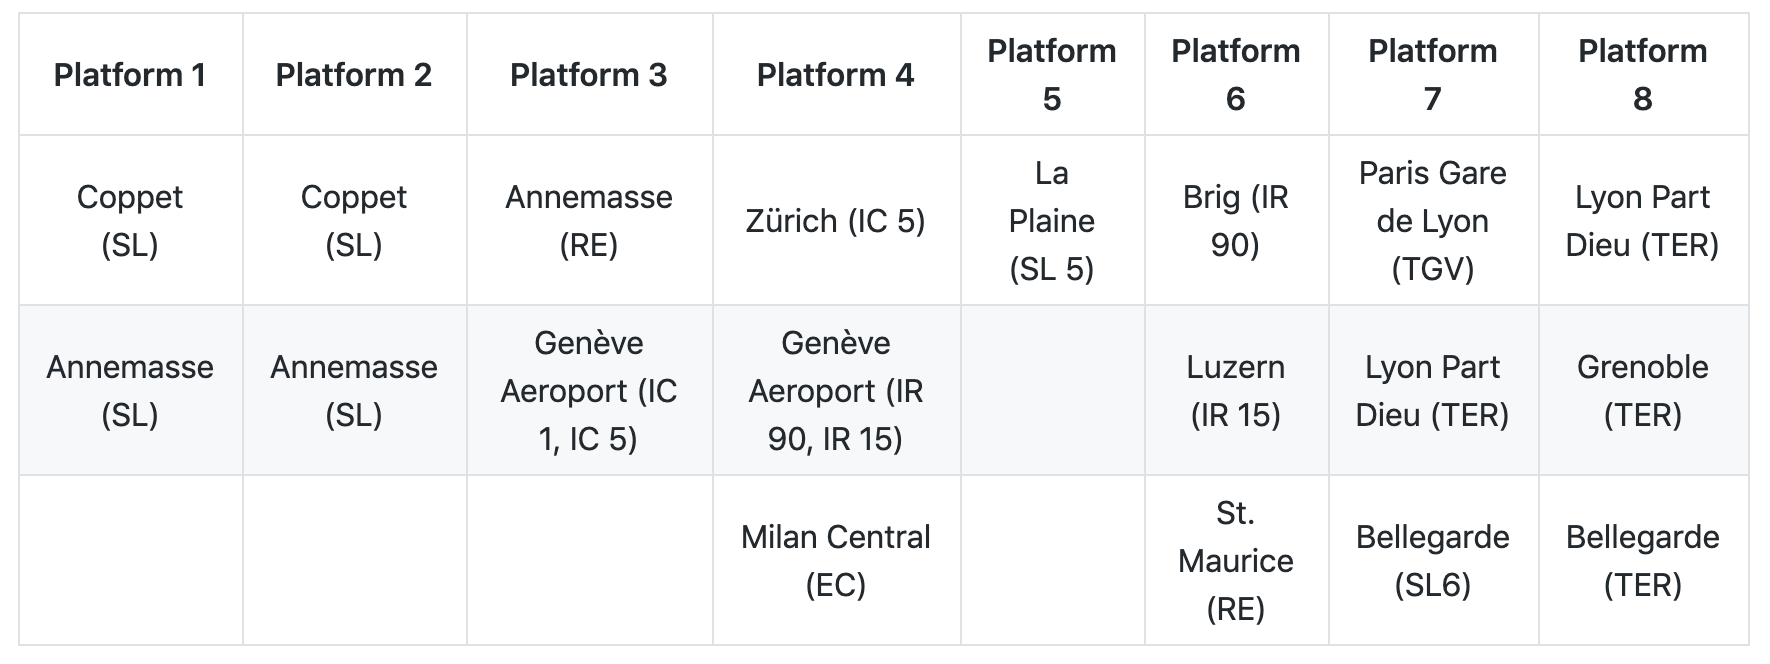 Platform 1
Platform 2
Platform 3
Platform 4
Platform
5
Platform
6
Platform
7
Platform
8
Coppet
(SL)
Coppet
(SL)
Annemasse
(RE)
Zürich (IC 5)
La
Plaine
(SL 5)
Brig (IR
90)
Paris Gare
de Lyon
(TGV)
Lyon Part
Dieu (TER)
Annemasse
(SL)
Annemasse
(SL)
Genève
Aeroport (IC
1, IC 5)
Genève
Aeroport (IR
90, IR 15)
Luzern
(IR 15)
Lyon Part
Dieu (TER)
Grenoble
(TER)
Milan Central
(EC)
St.
Maurice
(RE)
Bellegarde
(SL6)
Bellegarde
(TER)